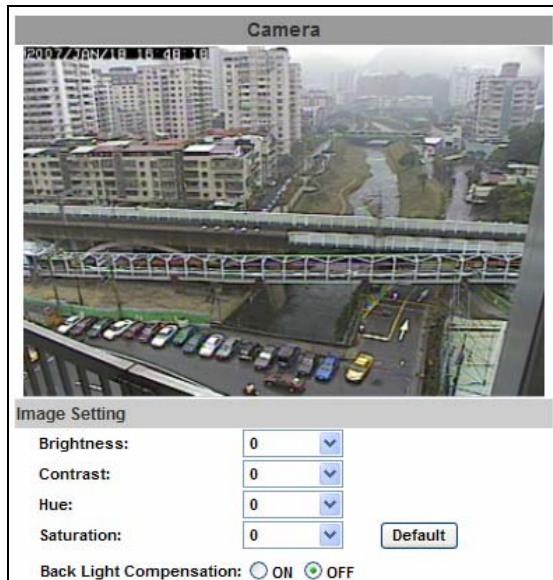 Camera
2007/JAN/18 16:48:18
Image Setting
Brightness: 0
Contrast: 0
Hue: 0
Saturation: 0 Default
Back Light Compensation: ON OFF